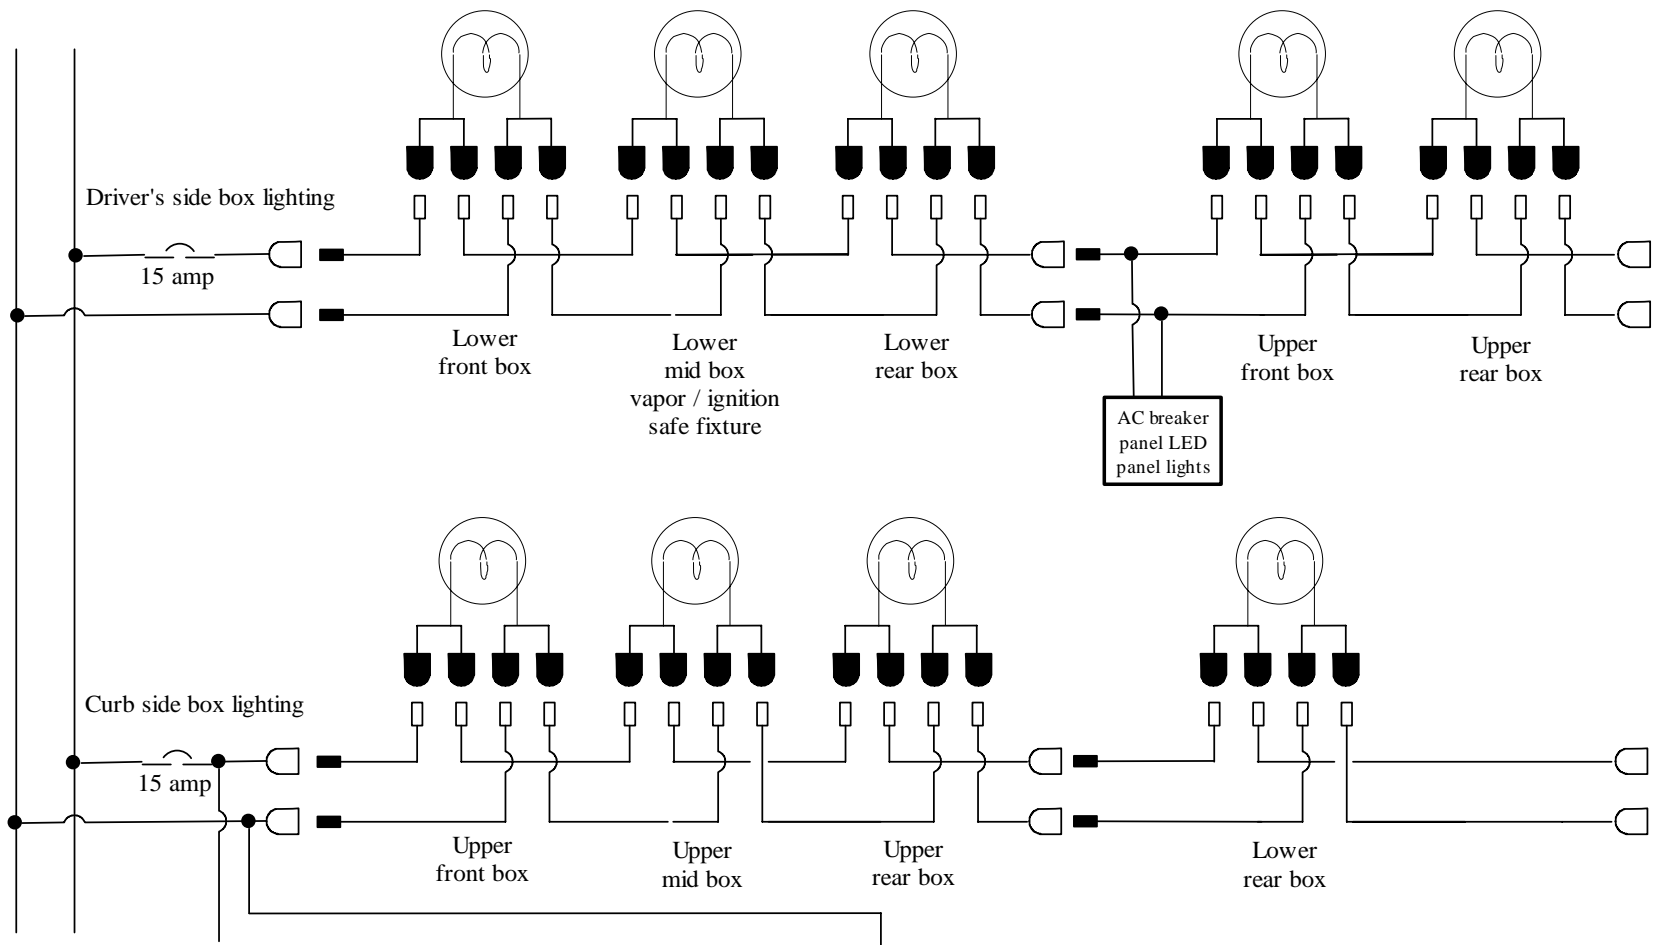 Driver's side box lighting
15 amp
Lower
front box
Lower
mid box
vapor / ignition
safe fixture
Lower
rear box
Upper
front box
Upper
rear box
AC breaker
panel LED
panel lights
Curb side box lighting
15 amp
Upper
front box
Upper
mid box
Upper
rear box
Lower
rear box